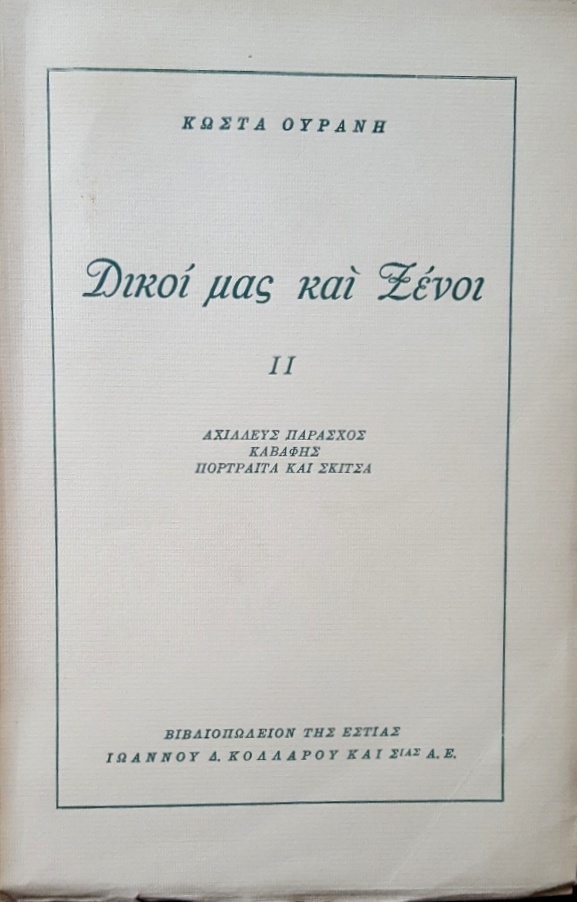 ΚΩΣΤΑ ΟΥΡΑΝΗ
Δικοί μας καὶ Ξένοι
II
ΑΧΙΛΛΕΥΣ ΠΑΡΑΣΧΟΣ
ΚΑΒΑΦΗΣ
ΠΟΡΤΡΑΙΤΑ ΚΑΙ ΣΚΙΤΣΑ
ΒΙΒΛΙΟΠΩΛΕΙΟΝ ΤΗΣ ΕΣΤΙΑΣ
ΙΩΑΝΝΟΥ Δ. ΚΟΛΛΑΡΟΥ ΚΑΙ ΣΙΑΣ Α.Ε.